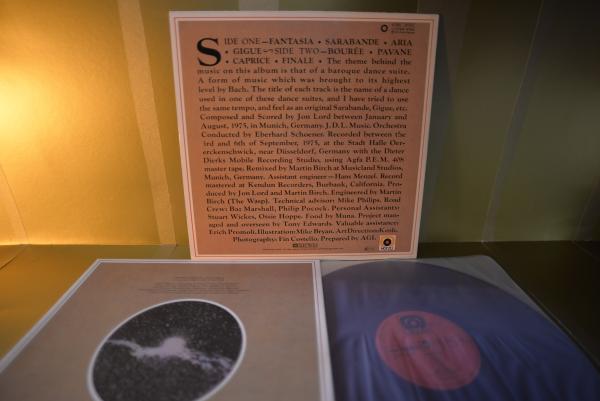 SIDE ONE—FANTASIA • SARABANDE • ARIA
• GIGUE—SIDE TWO—BOURÉE • PAVANE
• CAPRICE • FINALE • The theme behind the
music on this album is that of a baroque dance suite.
A form of music which was brought to its highest
level by Bach. The title of each track is the name of a dance
used in one of these dance suites, and I have tried to use
the same tempo, and feel as an original Sarabande, Gigue, etc.
Composed and Scored by Jon Lord between January and
August, 1975, in Munich, Germany. J.D.L. Music. Orchestra
Conducted by Eberhard Schoener. Recorded between the
3rd and 6th of September, 1975, at the Stadt Halle Oer-
erckenschwick, near Düsseldorf, Germany with the Dieter
Dierks Mobile Recording Studio, using Agfa P.E.M. 468
master tape. Remixed by Martin Birch at Musicland Studios,
Munich, Germany. Assistant engineer—Hans Menzel. Record
mastered at Kendun Recorders, Burbank, California. Pro-
duced by Jon Lord and Martin Birch. Engineered by Martin
Birch (The Wasp). Technical advisor: Mike Philips. Road
Crew: Baz Marshall, Philip Pocock. Personal Assistants:
Stuart Wickes, Ossie Hoppe. Food by Muna. Project man-
aged and overseen by Tony Edwards. Valuable assistance:
Erich Promoli. Illustration: Mike Bryan. Art Direction: Kosh.
Photography: Fin Costello. Prepared by AGI.